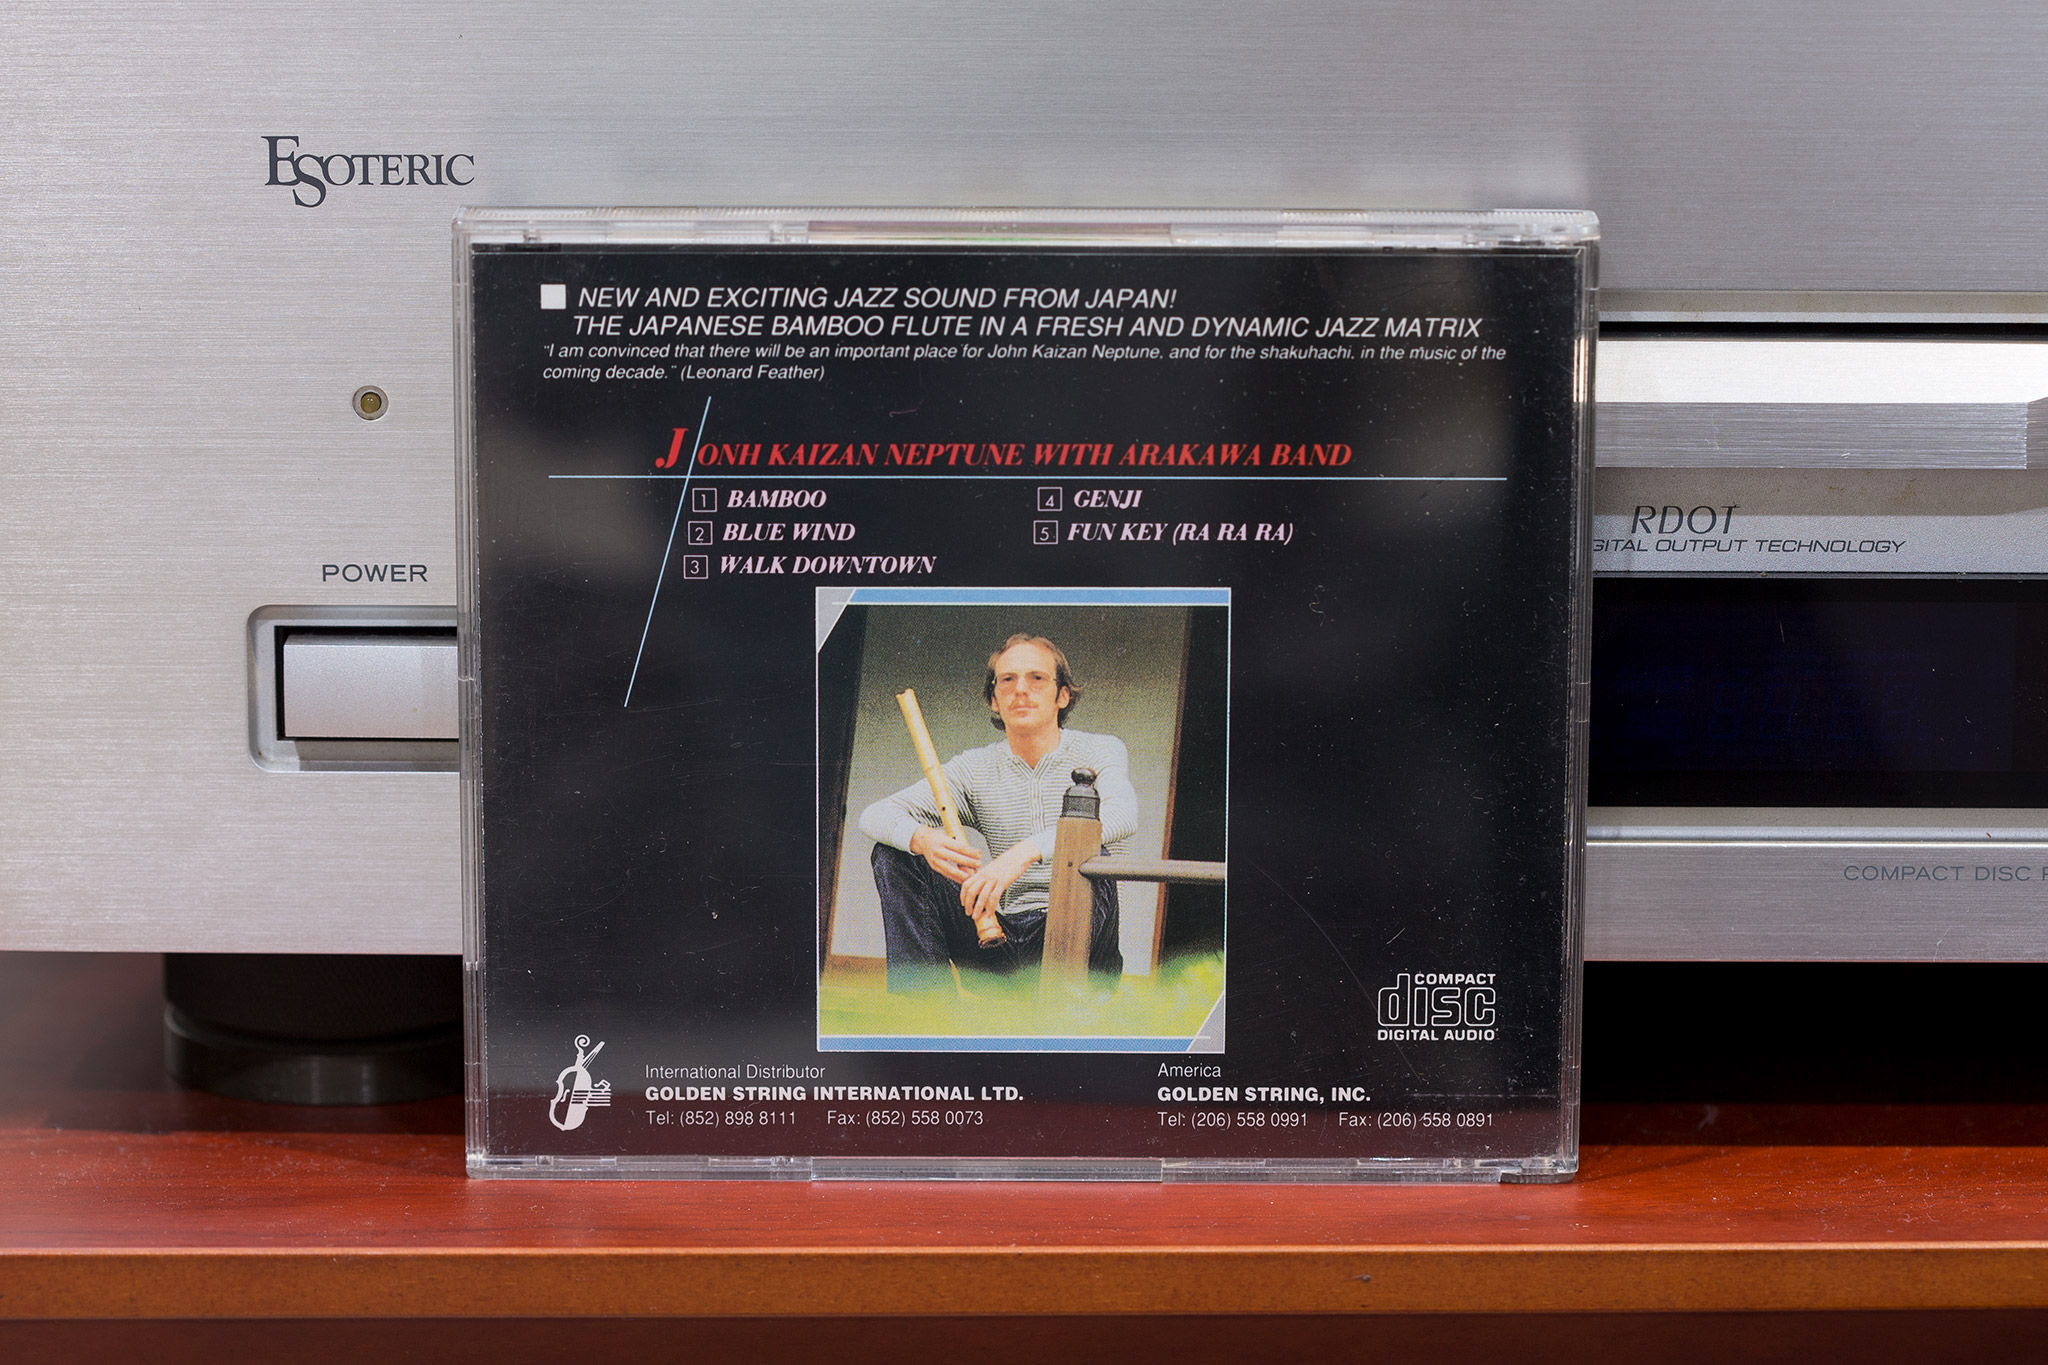 ESOTERIC
POWER
■ NEW AND EXCITING JAZZ SOUND FROM JAPAN!
THE JAPANESE BAMBOO FLUTE IN A FRESH AND DYNAMIC JAZZ MATRIX
"I am convinced that there will be an important place for John Kaizan Neptune. and for the shakuhachi. in the music of the
coming decade." (Leonard Feather)
JONH KAIZAN NEPTUNE WITH ARAKAWA BAND
1 BAMBOO
2 BLUE WIND
3 WALK DOWNTOWN
4 GENJI
5 FUN KEY (RA RA RA)
COMPACT
disc
DIGITAL AUDIO
International Distributor
GOLDEN STRING INTERNATIONAL LTD.
Tel: (852) 898 8111 Fax: (852) 558 0073
America
GOLDEN STRING, INC.
Tel: (206) 558 0991 Fax: (206) 558 0891
RDOT
GITAL OUTPUT TECHNOLOGY
COMPACT DISC